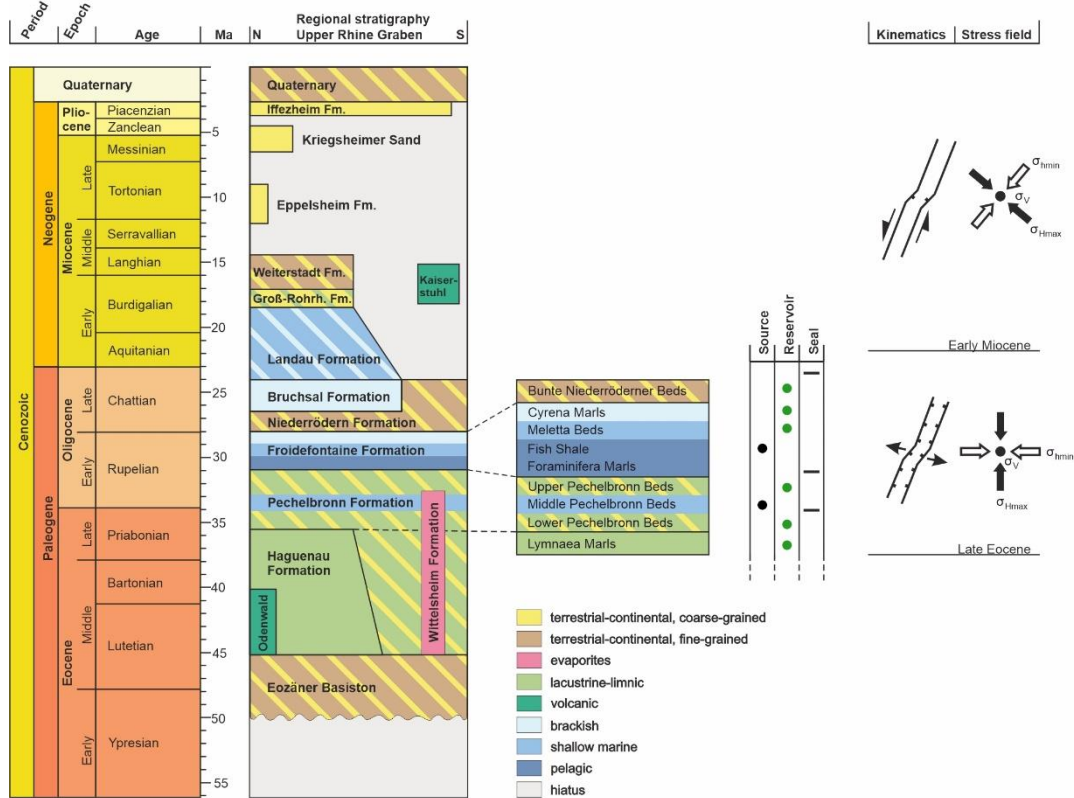 Period
Epoch
Age
Ma
Regional stratigraphy
N Upper Rhine Graben S
Kinematics
Stress field
Cenozoic
Quaternary
Neogene
Paleogene
Plio-
cene
Miocene
Late
Middle
Early
Oligocene
Late
Early
Eocene
Late
Middle
Early
Piacenzian
Zanclean
Messinian
Tortonian
Serravallian
Langhian
Burdigalian
Aquitanian
Chattian
Rupelian
Priabonian
Bartonian
Lutetian
Ypresian
5
10
15
20
25
30
35
40
45
50
55
Quaternary
Iffezheim Fm.
Kriegsheimer Sand
Eppelsheim Fm.
Weiterstadt Fm.
Groß-Rohrh. Fm.
Kaiser-
stuhl
Landau Formation
Bruchsal Formation
Niederrödern Formation
Froidefontaine Formation
Pechelbronn Formation
Haguenau
Formation
Wittelsheim Formation
Odenwald
Eozäner Basiston
Bunte Niederröderner Beds
Cyrena Marls
Meletta Beds
Fish Shale
Foraminifera Marls
Upper Pechelbronn Beds
Middle Pechelbronn Beds
Lower Pechelbronn Beds
Lymnaea Marls
Source
Reservoir
Seal
terrestrial-continental, coarse-grained
terrestrial-continental, fine-grained
evaporites
lacustrine-limnic
volcanic
brackish
shallow marine
pelagic
hiatus
σhmin
σV
σHmax
Early Miocene
σhmin
σV
σHmax
Late Eocene